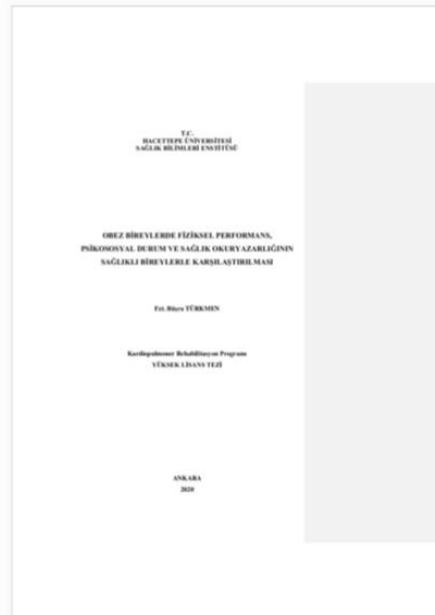 T.C.
HACETTEPE ÜNİVERSİTESİ
SAĞLIK BİLİMLERİ ENSTİTÜSÜ
OBEZ BİREYLERDE FİZİKSEL PERFORMANS,
PSİKOSOSYAL DURUM VE SAĞLIK OKURYAZARLIĞININ
SAĞLIKLI BİREYLERLE KARŞILAŞTIRILMASI
Fzt. Büşra TÜRKMEN
Kardiopulmoner Rehabilitasyon Programı
YÜKSEK LİSANS TEZİ
ANKARA
2020